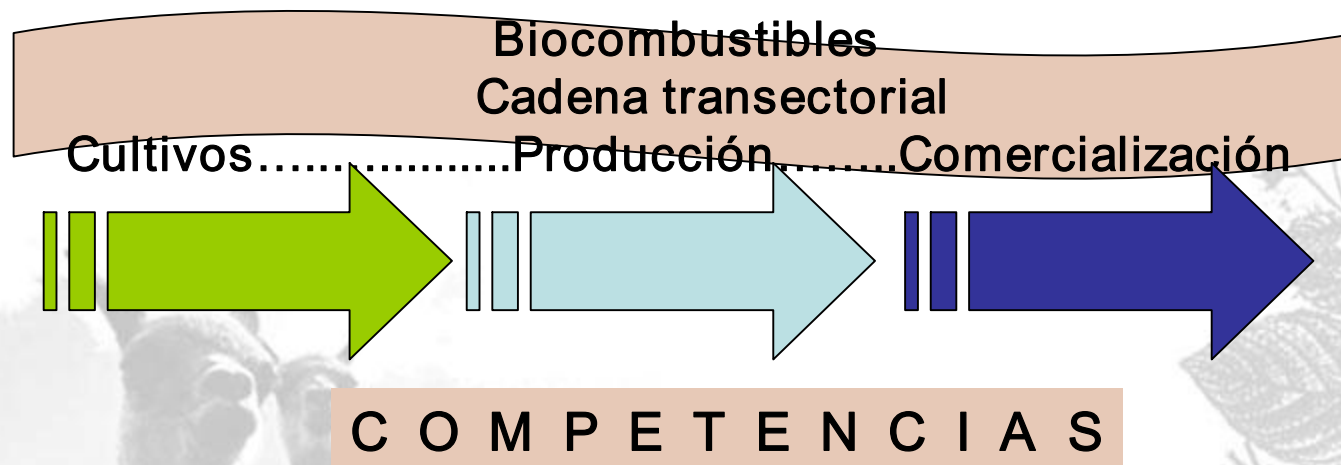 Biocombustibles
Cadena transectorial
Cultivos…..….............Producción.........Comercialización
C O M P E T E N C I A S